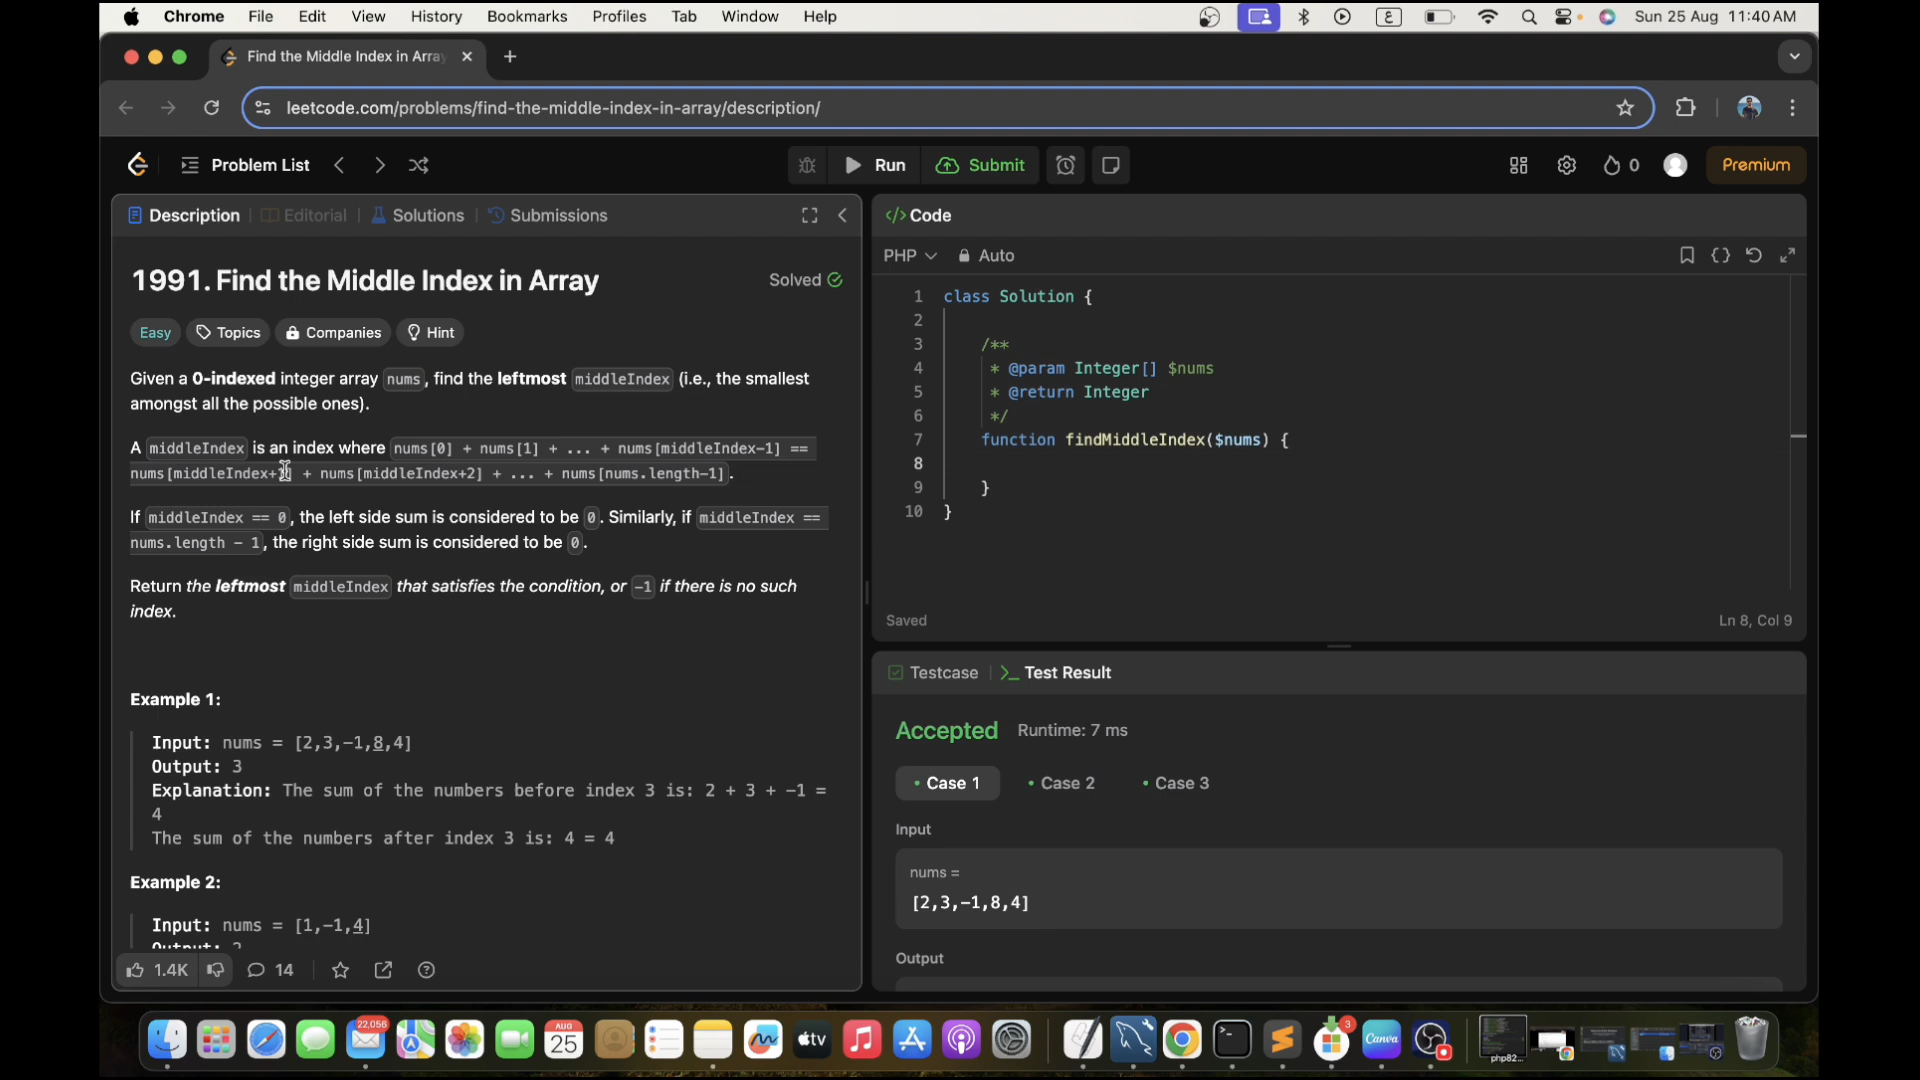 Chrome File Edit View History Bookmarks Profiles Tab Window Help Sun 25 Aug 11:40 AM
Find the Middle Index in Arra
leetcode.com/problems/find-the-middle-index-in-array/description/
Problem List Run Submit 0 Premium
Description Editorial Solutions Submissions
1991. Find the Middle Index in Array
Solved
Easy Topics Companies Hint
Given a 0-indexed integer array nums, find the leftmost middleIndex (i.e., the smallest
amongst all the possible ones).
A middleIndex is an index where nums[0] + nums[1] + ... + nums[middleIndex-1] ==
nums[middleIndex+1] + nums[middleIndex+2] + ... + nums[nums.length-1].
If middleIndex == 0, the left side sum is considered to be 0. Similarly, if middleIndex ==
nums.length - 1, the right side sum is considered to be 0.
Return the leftmost middleIndex that satisfies the condition, or -1 if there is no such
index.
Example 1:
Input: nums = [2,3,-1,8,4]
Output: 3
Explanation: The sum of the numbers before index 3 is: 2 + 3 + -1 =
4
The sum of the numbers after index 3 is: 4 = 4
Example 2:
Input: nums = [1,-1,4]
Output: 2
1.4K 14
</> Code
PHP Auto
1 class Solution {
2
3 /**
4 * @param Integer[] $nums
5 * @return Integer
6 */
7 function findMiddleIndex($nums) {
8
9 }
10 }
Saved Ln 8, Col 9
Testcase >_ Test Result
Accepted Runtime: 7 ms
Case 1 Case 2 Case 3
Input
nums =
[2,3,-1,8,4]
Output
22,056
AUG
25
tv
3
Canva
php82...